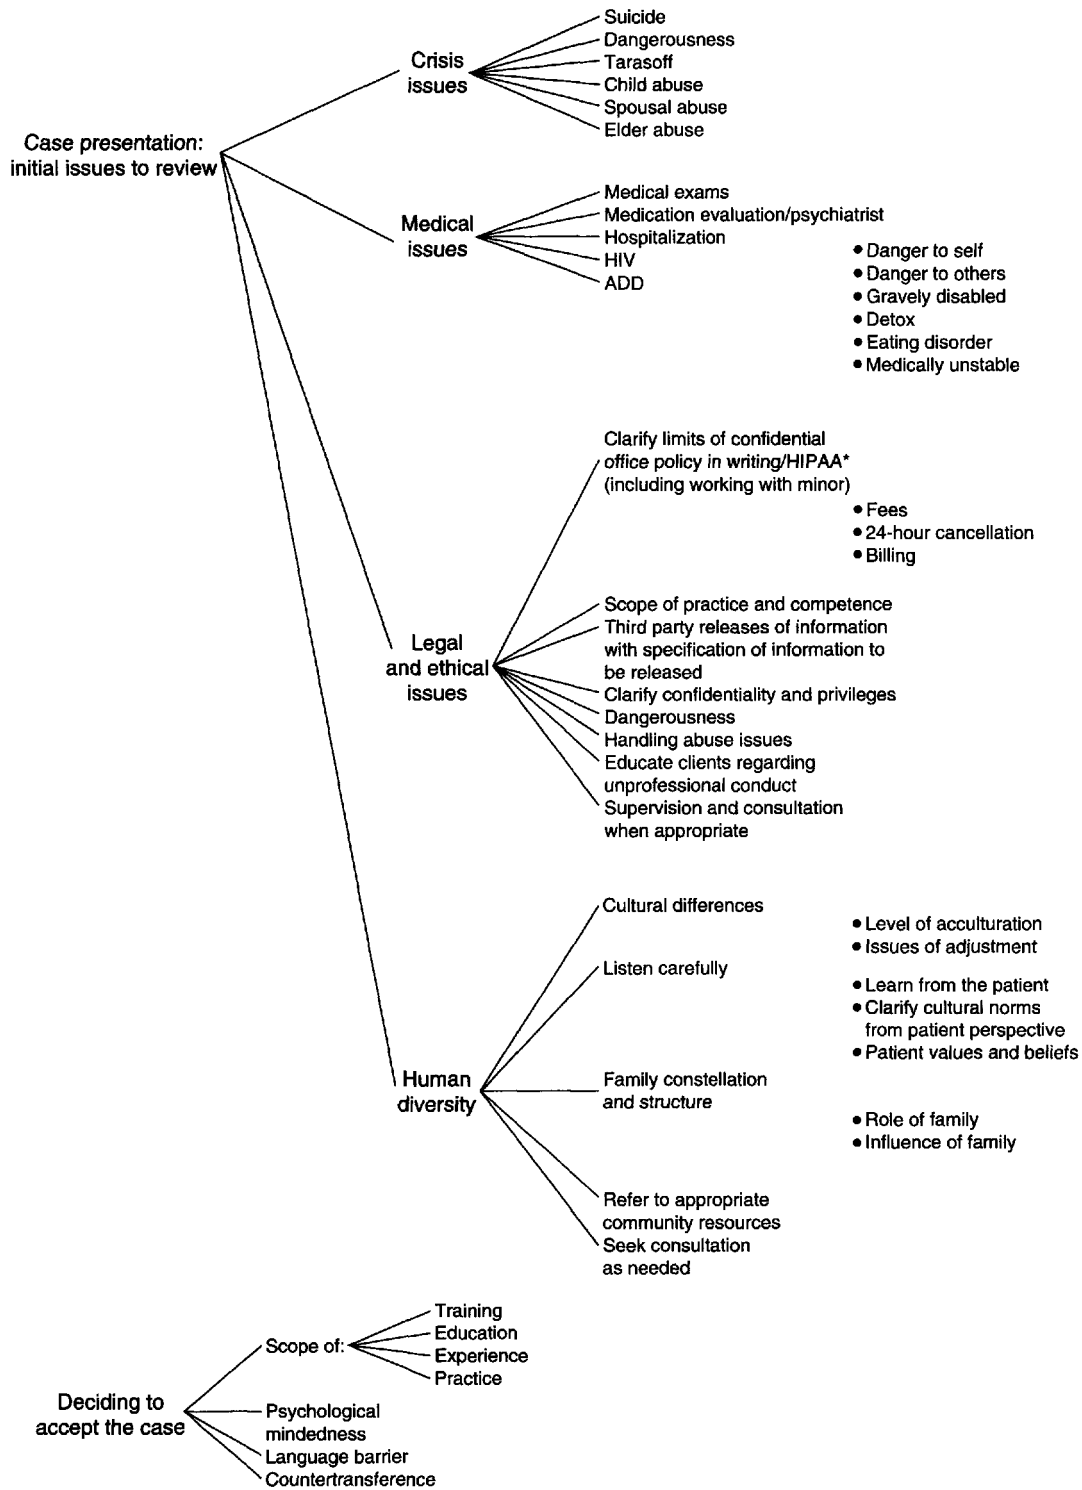 Case presentation:
initial issues to review
Crisis
issues
Suicide
Dangerousness
Tarasoff
Child abuse
Spousal abuse
Elder abuse
Medical
issues
Medical exams
Medication evaluation/psychiatrist
Hospitalization
HIV
ADD
• Danger to self
• Danger to others
• Gravely disabled
• Detox
• Eating disorder
• Medically unstable
Legal
and ethical
issues
Clarify limits of confidential
office policy in writing/HIPAA*
(including working with minor)
• Fees
• 24-hour cancellation
• Billing
Scope of practice and competence
Third party releases of information
with specification of information to
be released
Clarify confidentiality and privileges
Dangerousness
Handling abuse issues
Educate clients regarding
unprofessional conduct
Supervision and consultation
when appropriate
Human
diversity
Cultural differences
• Level of acculturation
• Issues of adjustment
Listen carefully
• Learn from the patient
• Clarify cultural norms
from patient perspective
• Patient values and beliefs
Family constellation
and structure
• Role of family
• Influence of family
Refer to appropriate
community resources
Seek consultation
as needed
Deciding to
accept the case
Scope of:
Training
Education
Experience
Practice
Psychological
mindedness
Language barrier
Countertransference